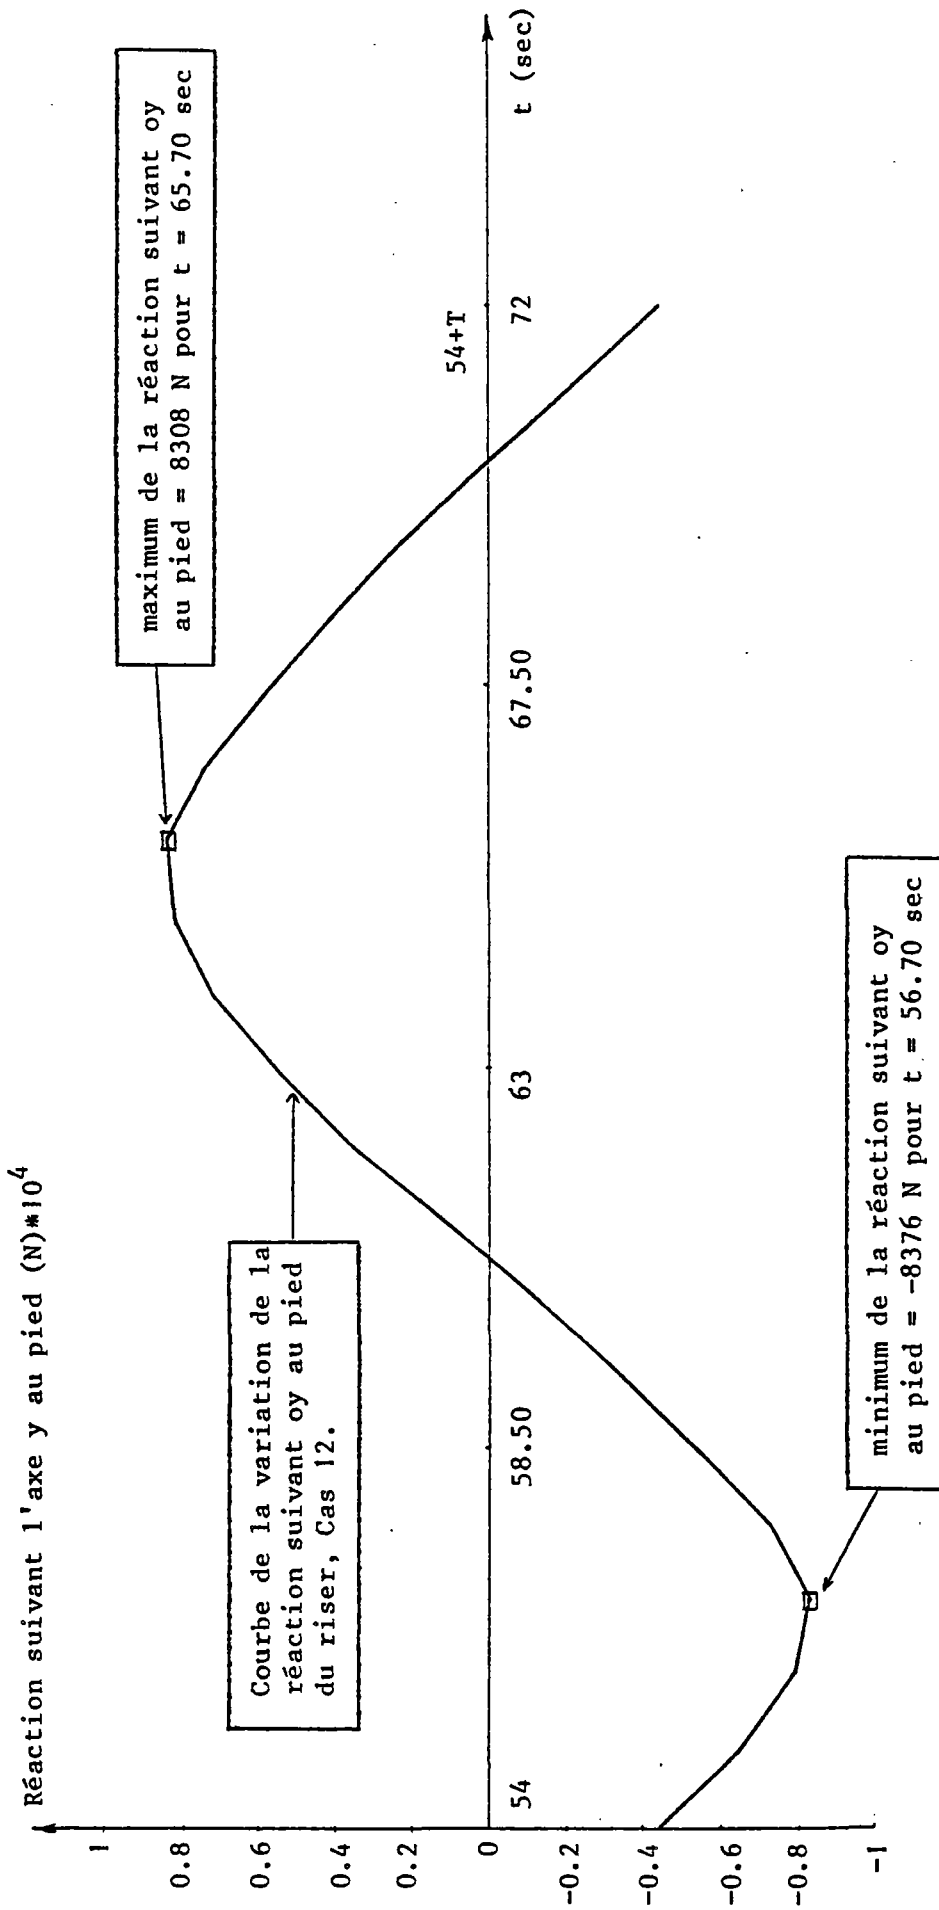 Réaction suivant l'axe y au pied (N)*10⁴
1
0.8
0.6
0.4
0.2
0
-0.2
-0.4
-0.6
-0.8
-1
maximum de la réaction suivant oy
au pied = 8308 N pour t = 65.70 sec
Courbe de la variation de la
réaction suivant oy au pied
du riser, Cas 12.
54+T
54
58.50
63
67.50
72
t (sec)
minimum de la réaction suivant oy
au pied = -8376 N pour t = 56.70 sec